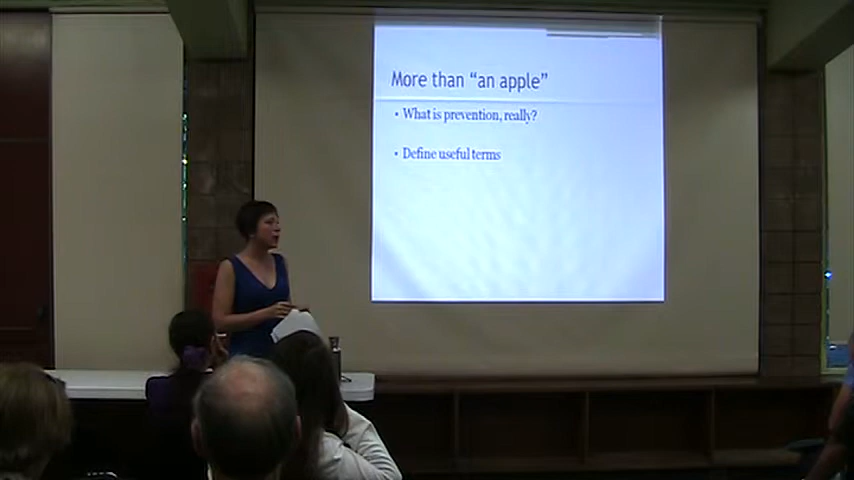 More than “an apple”
• What is prevention, really?
• Define useful terms